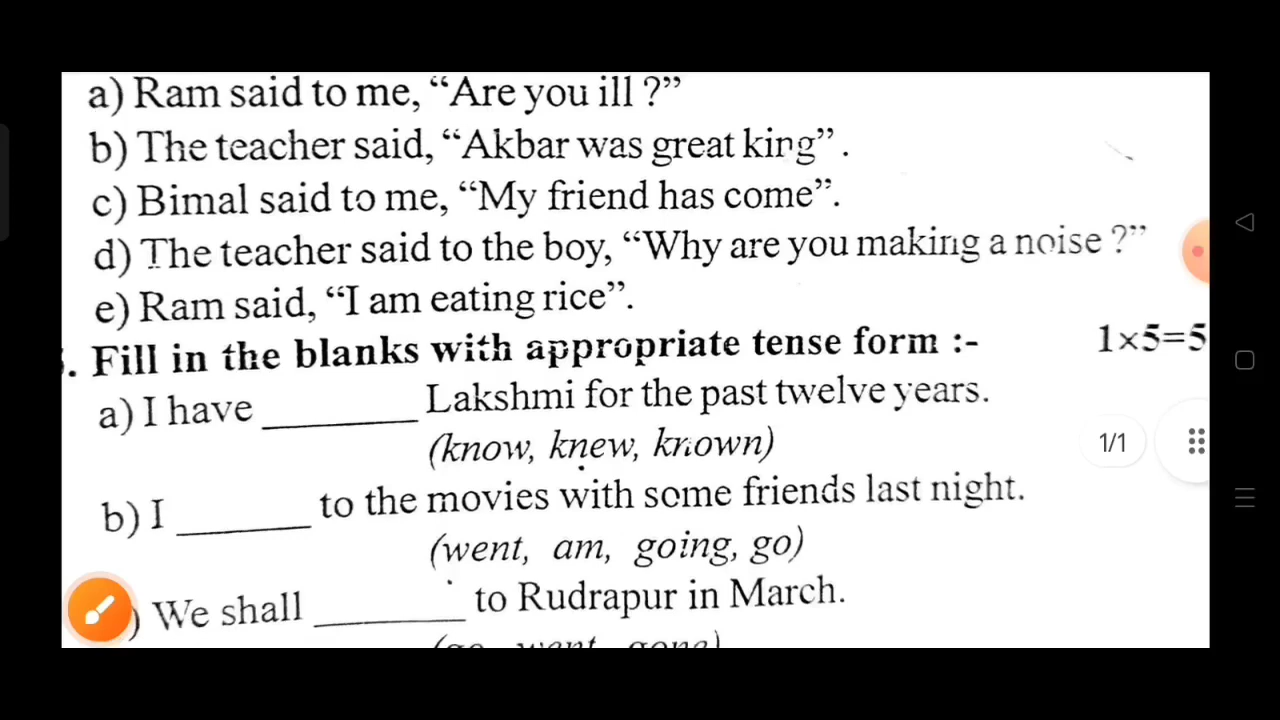 a) Ram said to me, “Are you ill ?”
b) The teacher said, “Akbar was great king”.
c) Bimal said to me, “My friend has come”.
d) The teacher said to the boy, “Why are you making a noise ?”
e) Ram said, “I am eating rice”.
. Fill in the blanks with appropriate tense form :- 1×5=5
a) I have ________ Lakshmi for the past twelve years.
(know, knew, known)
1/1
b) I _______ to the movies with some friends last night.
(went, am, going, go)
) We shall ________ to Rudrapur in March.
(go, went, gone)